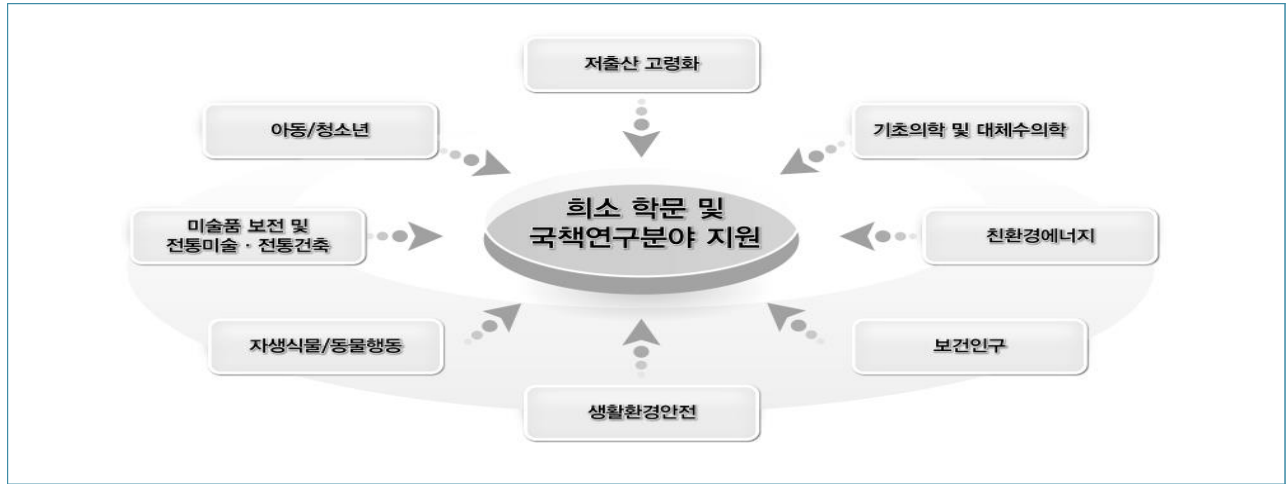 저출산 고령화
아동/청소년
기초의학 및 대체수의학
희소 학문 및
국책연구분야 지원
미술품 보전 및
전통미술 · 전통건축
친환경에너지
자생식물/동물행동
보건인구
생활환경안전